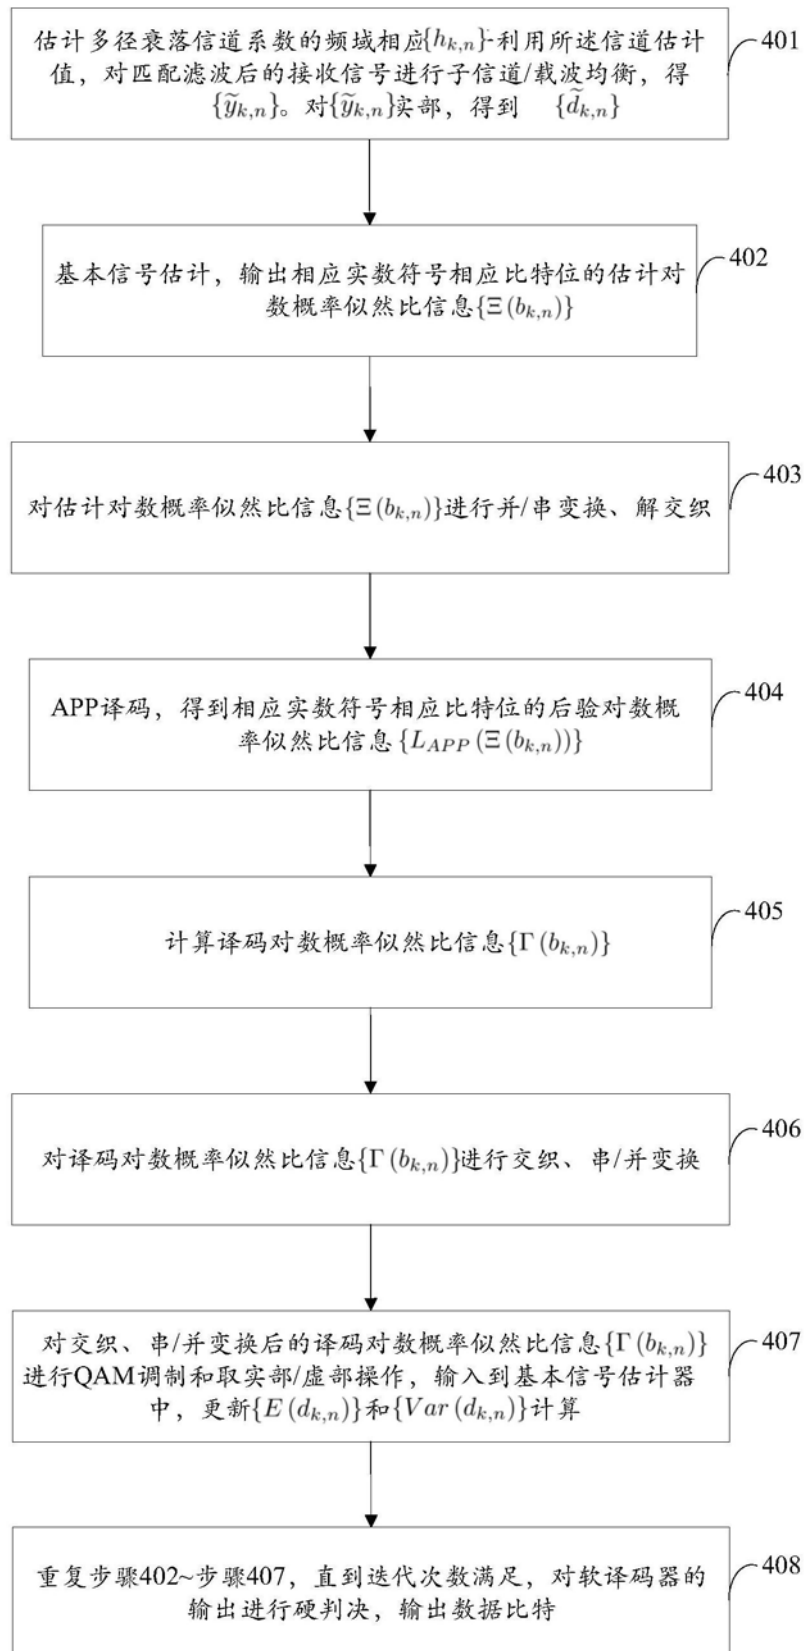 估计多径衰落信道系数的频域相应{h_{k,n}}利用所述信道估计
值，对匹配滤波后的接收信号进行子信道/载波均衡，得
{ỹ_{k,n}}。对{ỹ_{k,n}}实部，得到 {d̃_{k,n}}
401
基本信号估计，输出相应实数符号相应比特位的估计对
数概率似然比信息{Ξ(b_{k,n})}
402
对估计对数概率似然比信息{Ξ(b_{k,n})}进行并/串变换、解交织
403
APP译码，得到相应实数符号相应比特位的后验对数概
率似然比信息{L_{APP}(Ξ(b_{k,n}))}
404
计算译码对数概率似然比信息{Γ(b_{k,n})}
405
对译码对数概率似然比信息{Γ(b_{k,n})}进行交织、串/并变换
406
对交织、串/并变换后的译码对数概率似然比信息{Γ(b_{k,n})}
进行QAM调制和取实部/虚部操作，输入到基本信号估计器
中，更新{E(d_{k,n})}和{Var(d_{k,n})}计算
407
重复步骤402~步骤407，直到迭代次数满足，对软译码器的
输出进行硬判决，输出数据比特
408